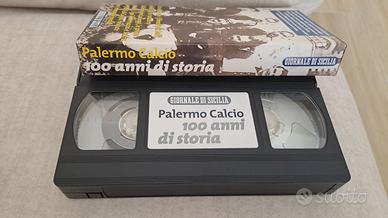 Palermo Calcio
100 anni di storia
GIORNALE DI SICILIA
GIORNALE DI SICILIA
Palermo Calcio
100 anni
di storia
subito